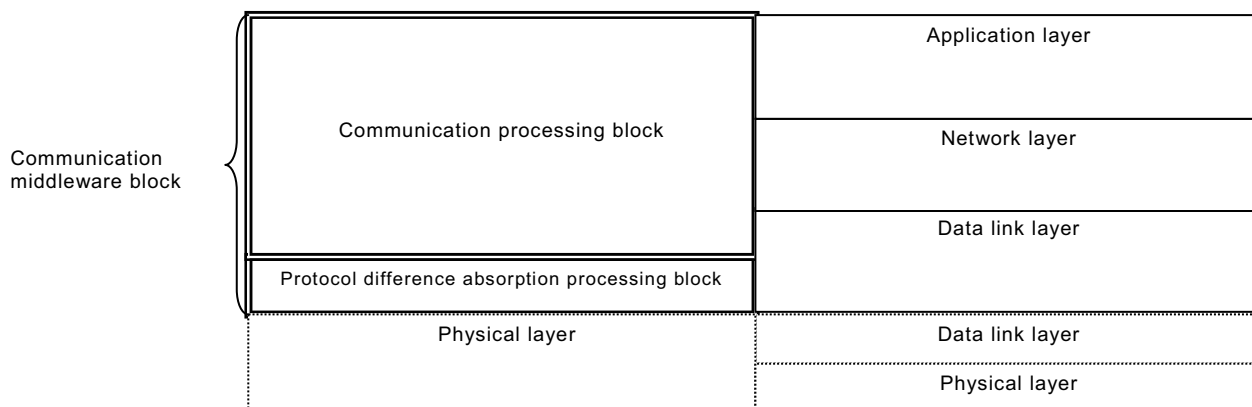 Application layer
Communication processing block
Network layer
Communication
middleware block
Data link layer
Protocol difference absorption processing block
Physical layer
Data link layer
Physical layer